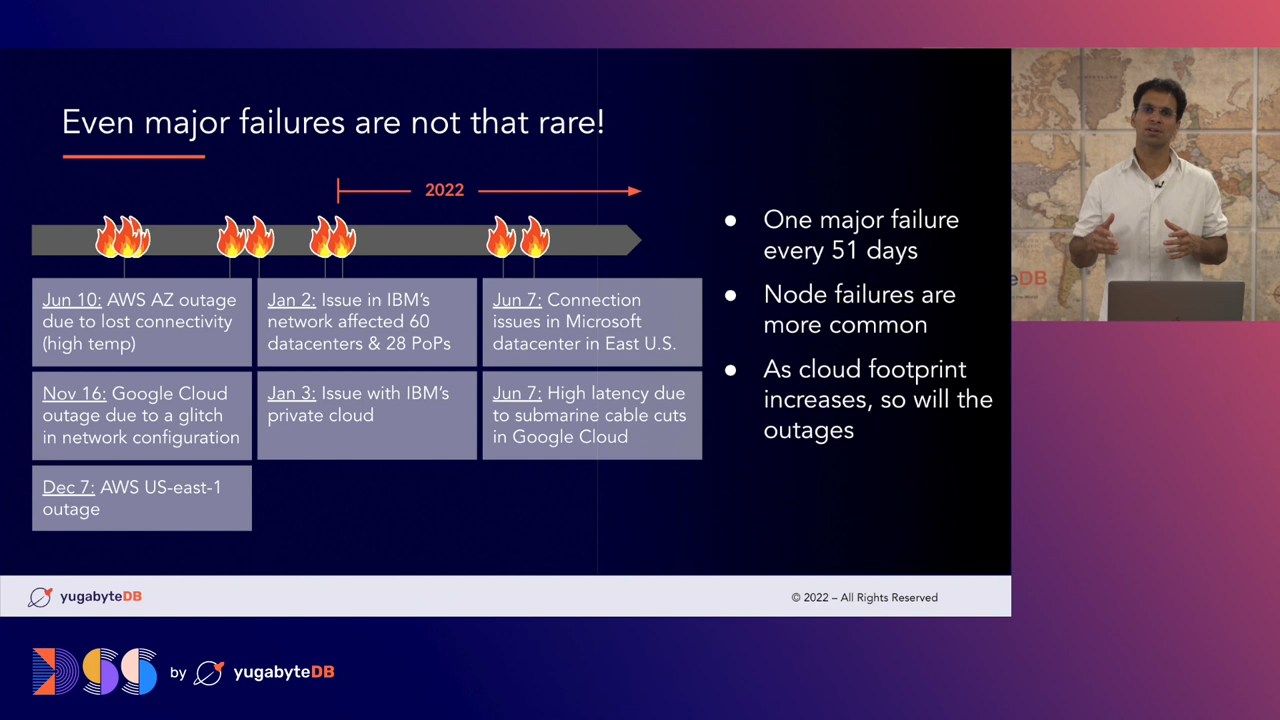 Even major failures are not that rare!
2022
Jun 10: AWS AZ outage
due to lost connectivity
(high temp)
Nov 16: Google Cloud
outage due to a glitch
in network configuration
Dec 7: AWS US-east-1
outage
Jan 2: Issue in IBM's
network affected 60
datacenters & 28 PoPs
Jan 3: Issue with IBM's
private cloud
Jun 7: Connection
issues in Microsoft
datacenter in East U.S.
Jun 7: High latency due
to submarine cable cuts
in Google Cloud
● One major failure
every 51 days
● Node failures are
more common
● As cloud footprint
increases, so will the
outages
yugabyteDB
© 2022 – All Rights Reserved
DSS by yugabyteDB